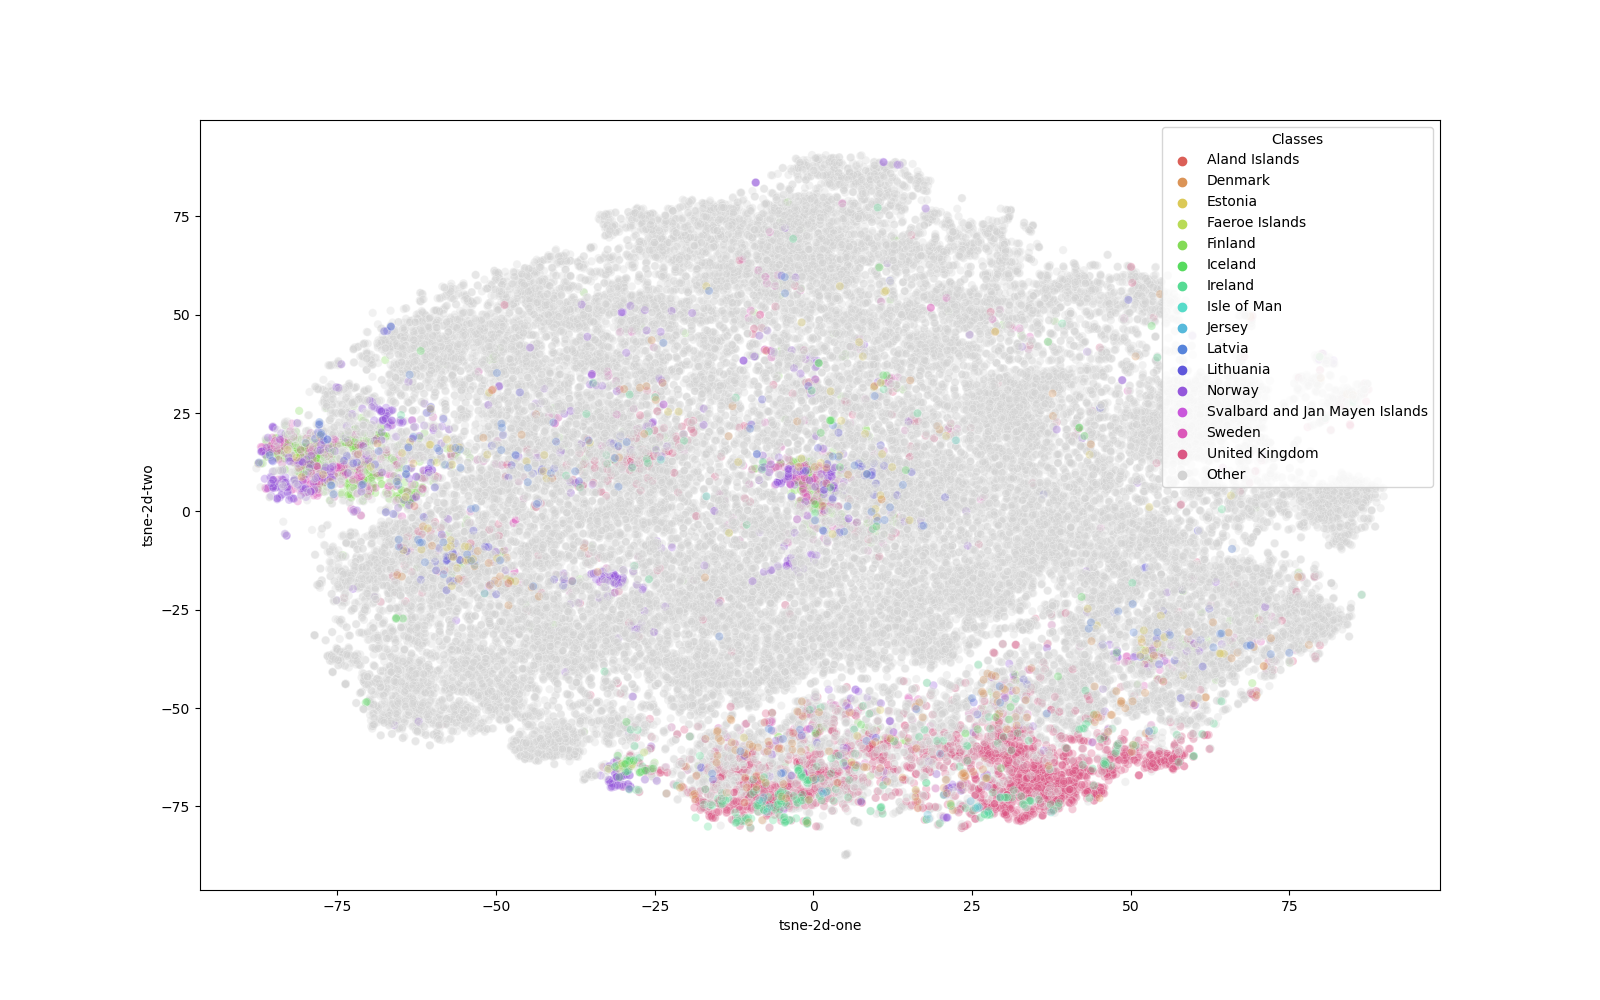 Classes
Aland Islands
Denmark
Estonia
Faeroe Islands
Finland
Iceland
Ireland
Isle of Man
Jersey
Latvia
Lithuania
Norway
Svalbard and Jan Mayen Islands
Sweden
United Kingdom
Other
75
50
25
0
−25
−50
−75
tsne-2d-two
−75 −50 −25 0 25 50 75
tsne-2d-one